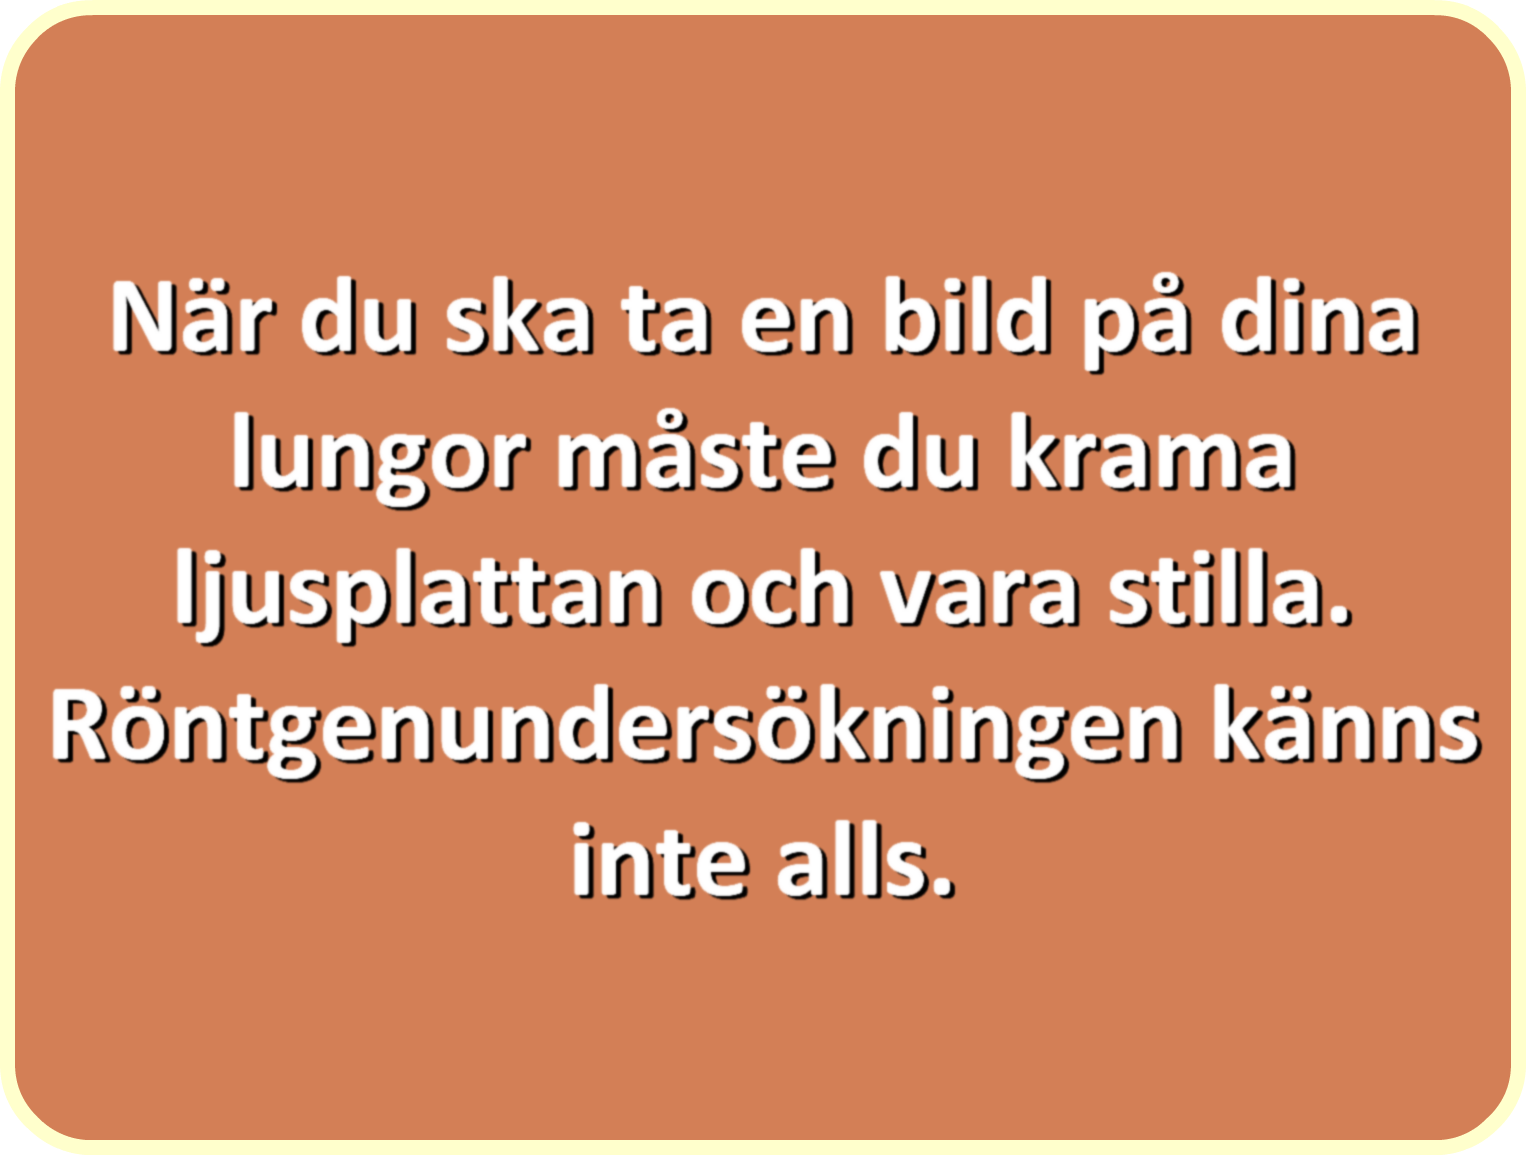 När du ska ta en bild på dina
lungor måste du krama
ljusplattan och vara stilla.
Röntgenundersökningen känns
inte alls.